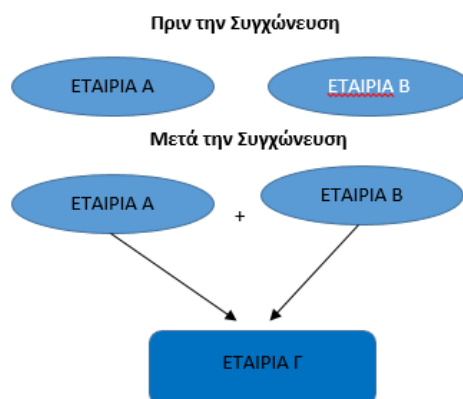 Πριν την Συγχώνευση
ΕΤΑΙΡΙΑ Α ΕΤΑΙΡΙΑ Β
Μετά την Συγχώνευση
ΕΤΑΙΡΙΑ Α + ΕΤΑΙΡΙΑ Β
ΕΤΑΙΡΙΑ Γ